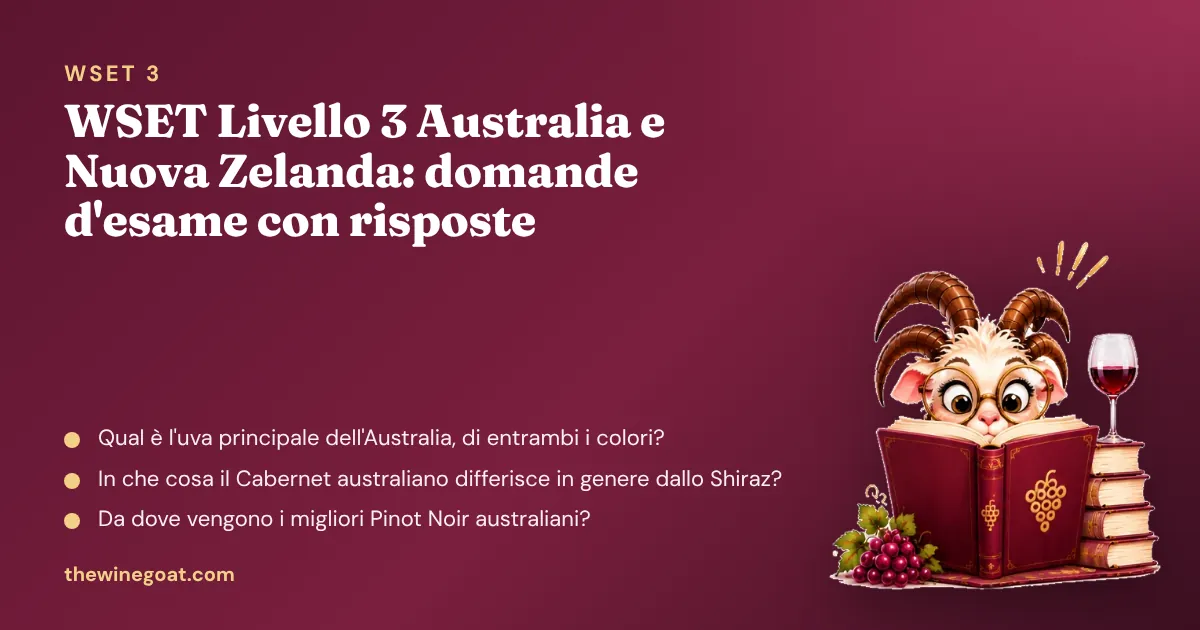 WSET 3
WSET Livello 3 Australia e
Nuova Zelanda: domande
d'esame con risposte
Qual è l'uva principale dell'Australia, di entrambi i colori?
In che cosa il Cabernet australiano differisce in genere dallo Shiraz?
Da dove vengono i migliori Pinot Noir australiani?
thewinegoat.com